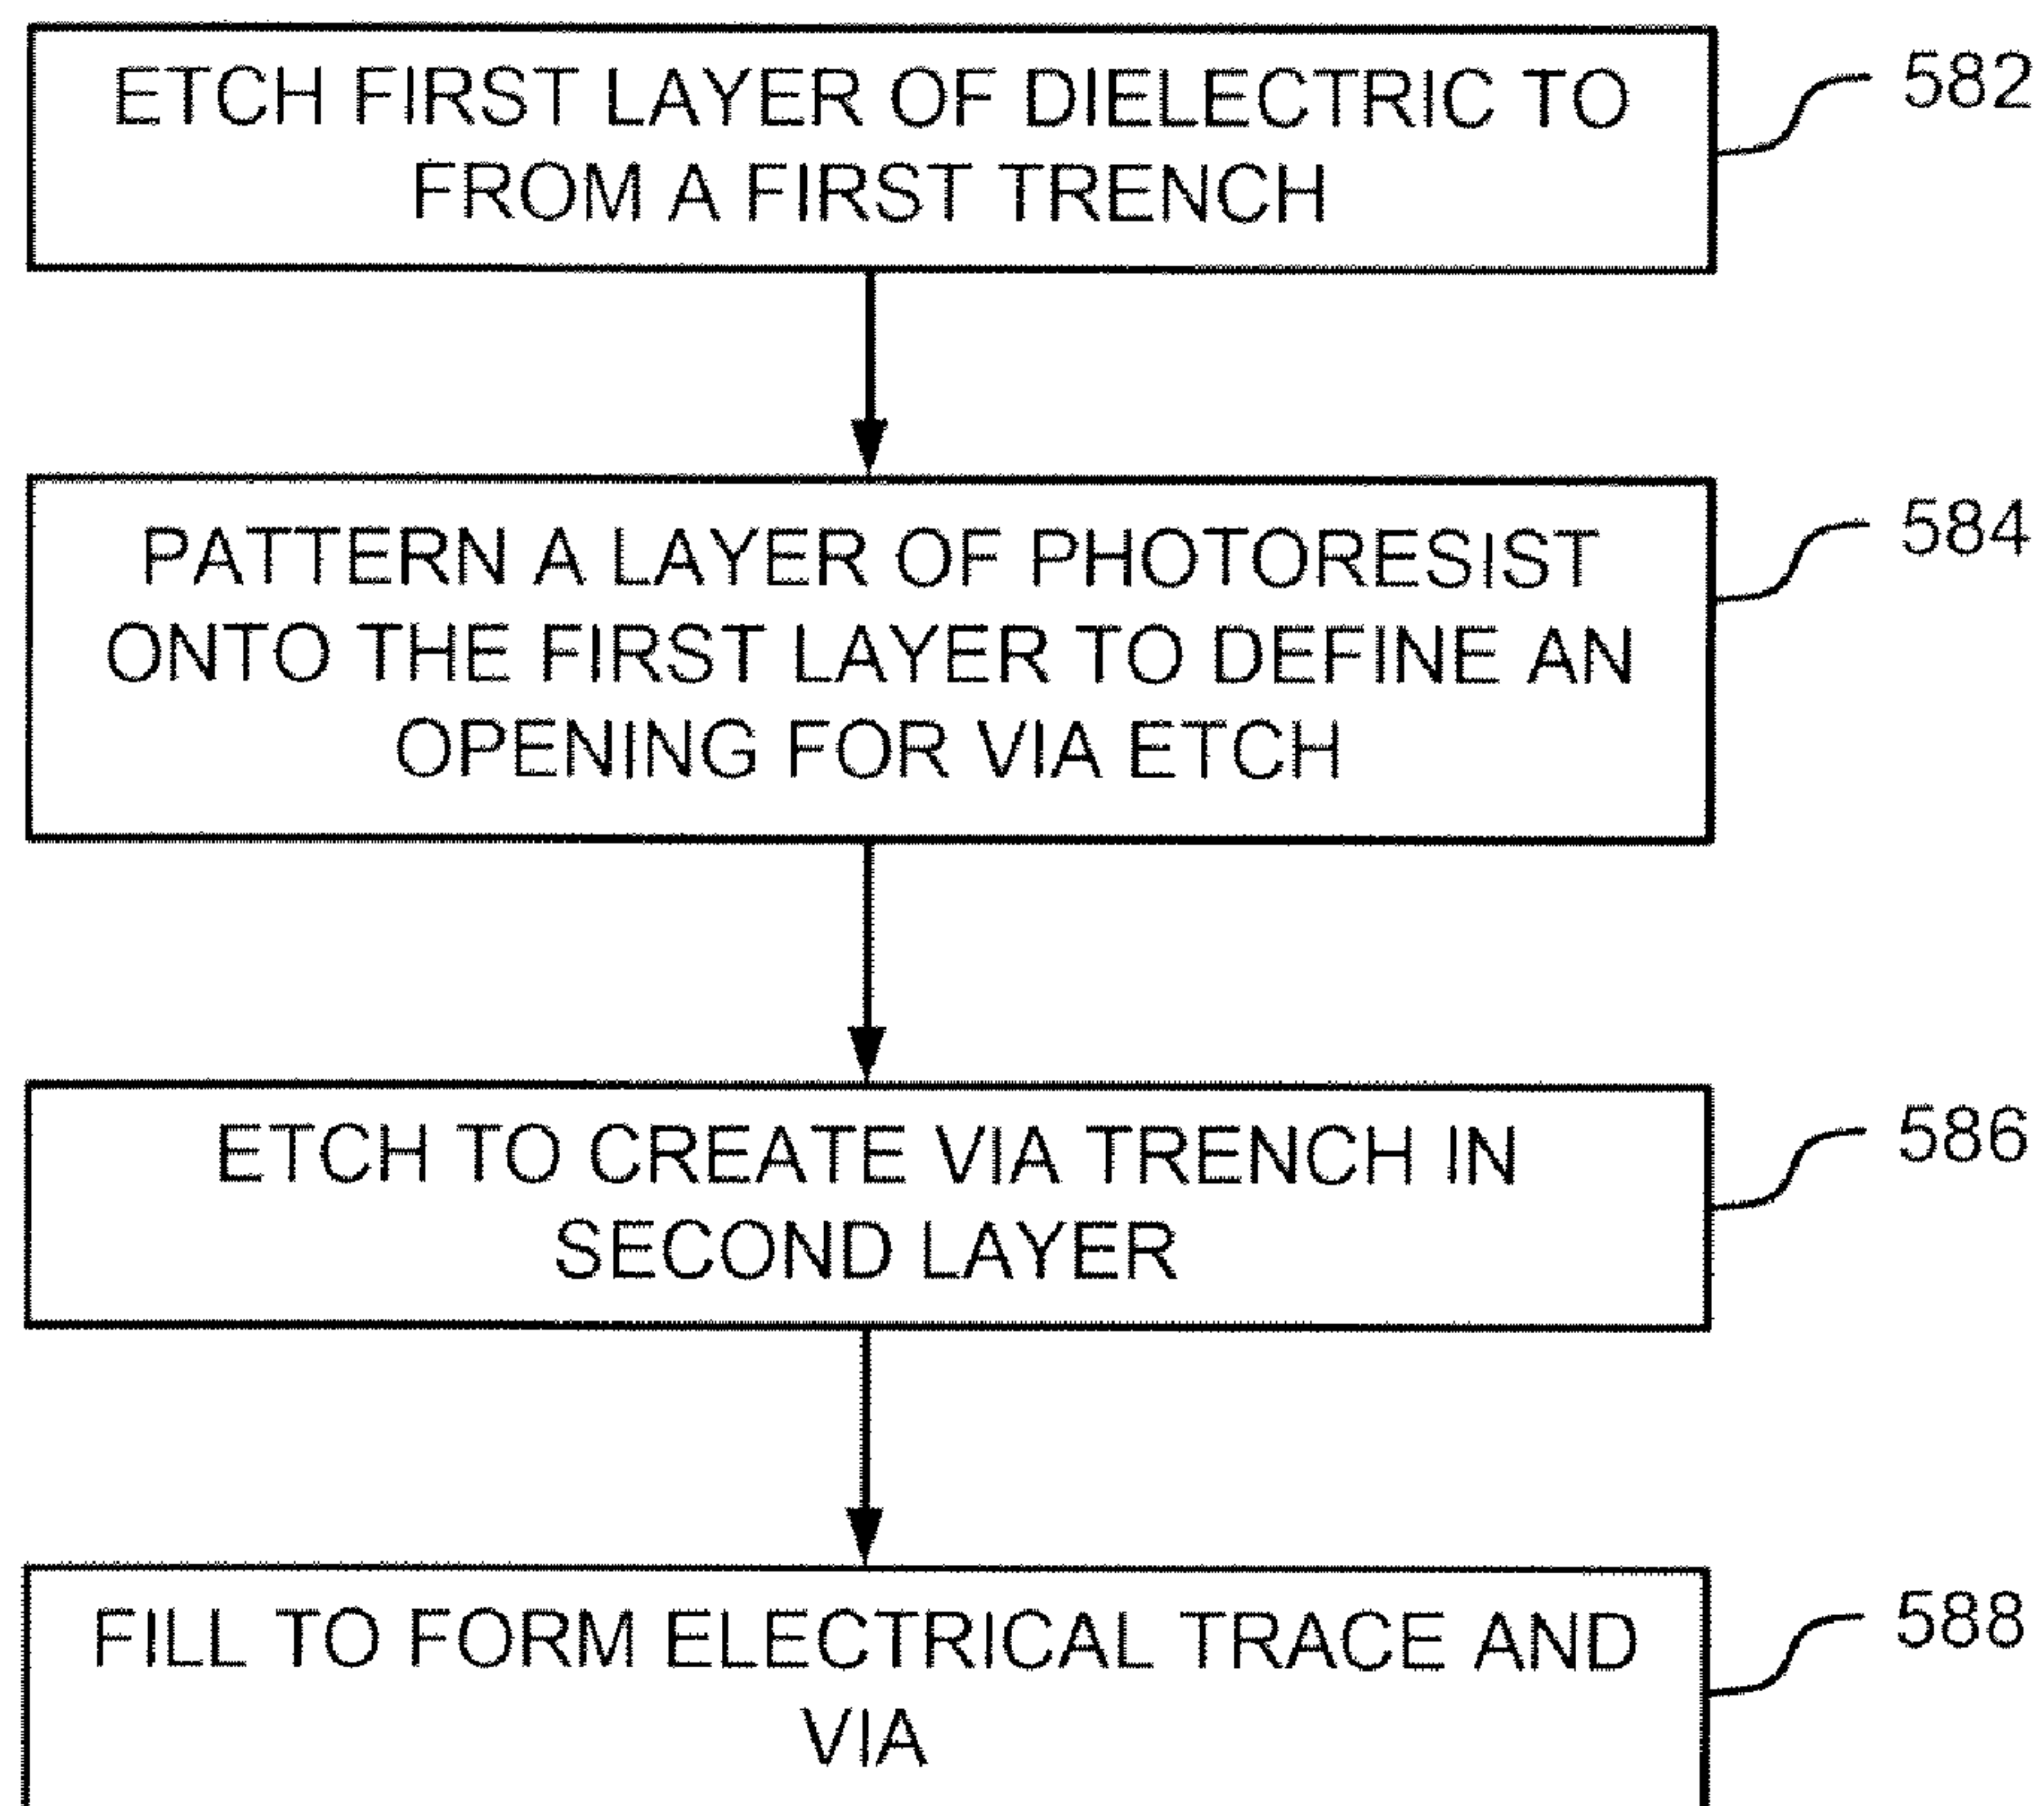 ETCH FIRST LAYER OF DIELECTRIC TO
FROM A FIRST TRENCH
582
PATTERN A LAYER OF PHOTORESIST
ONTO THE FIRST LAYER TO DEFINE AN
OPENING FOR VIA ETCH
584
ETCH TO CREATE VIA TRENCH IN
SECOND LAYER
586
FILL TO FORM ELECTRICAL TRACE AND
VIA
588